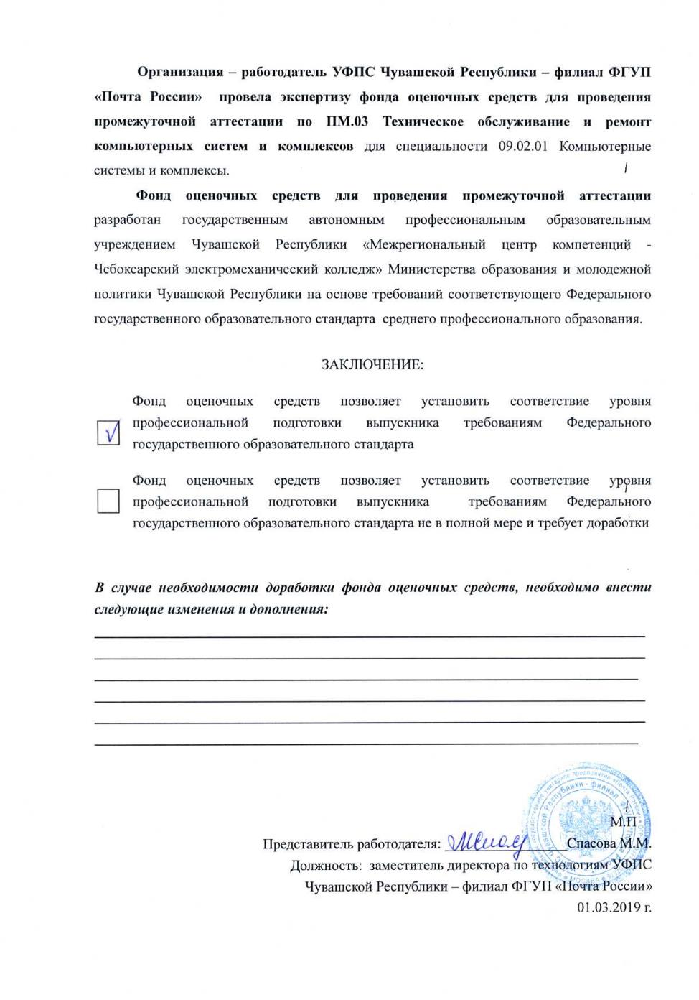 Организация – работодатель УФПС Чувашской Республики – филиал ФГУП
«Почта России» провела экспертизу фонда оценочных средств для проведения
промежуточной аттестации по ПМ.03 Техническое обслуживание и ремонт
компьютерных систем и комплексов для специальности 09.02.01 Компьютерные
системы и комплексы.
Фонд оценочных средств для проведения промежуточной аттестации
разработан государственным автономным профессиональным образовательным
учреждением Чувашской Республики «Межрегиональный центр компетенций -
Чебоксарский электромеханический колледж» Министерства образования и молодежной
политики Чувашской Республики на основе требований соответствующего Федерального
государственного образовательного стандарта среднего профессионального образования.
ЗАКЛЮЧЕНИЕ:
Фонд оценочных средств позволяет установить соответствие уровня
профессиональной подготовки выпускника требованиям Федерального
государственного образовательного стандарта
Фонд оценочных средств позволяет установить соответствие уровня
профессиональной подготовки выпускника требованиям Федерального
государственного образовательного стандарта не в полной мере и требует доработки
В случае необходимости доработки фонда оценочных средств, необходимо внести
следующие изменения и дополнения:
М.П
Представитель работодателя: Спасова М.М.
Должность: заместитель директора по технологиям УФПС
Чувашской Республики – филиал ФГУП «Почта России»
01.03.2019 г.